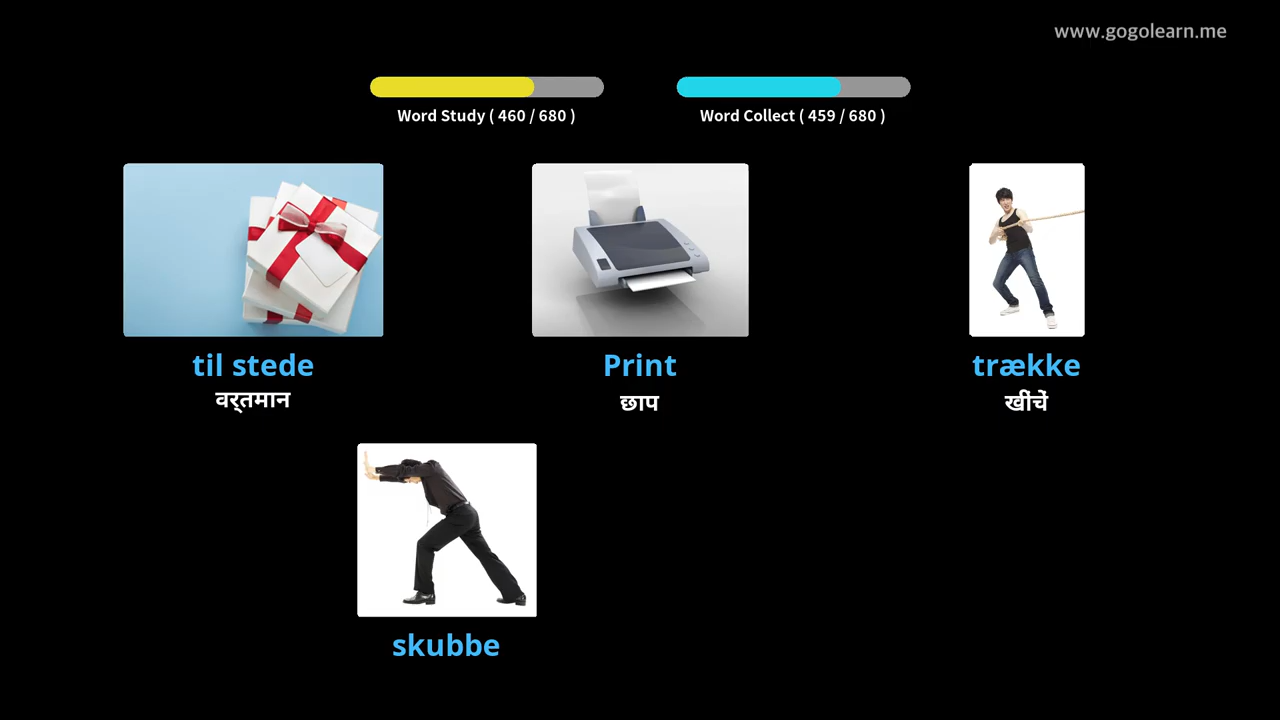 www.gogolearn.me
Word Study ( 460 / 680 )
Word Collect ( 459 / 680 )
til stede
Print
trække
वर्तमान
छाप
खींचें
skubbe